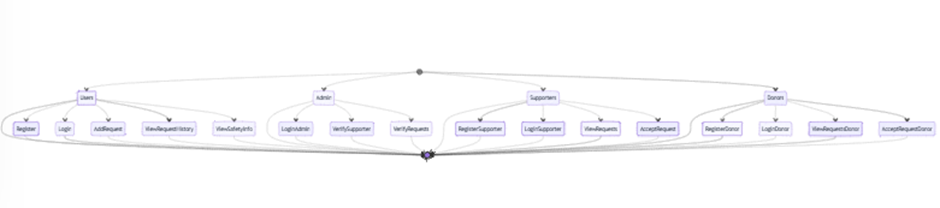 Users
Admin
Supporters
Donors
Register
Login
AddRequest
ViewRequestHistory
ViewSafetyInfo
LoginAdmin
VerifySupporter
VerifyRequests
RegisterSupporter
LoginSupporter
ViewRequests
AcceptRequest
RegisterDonor
LoginDonor
ViewRequestsDonor
AcceptRequestDonor